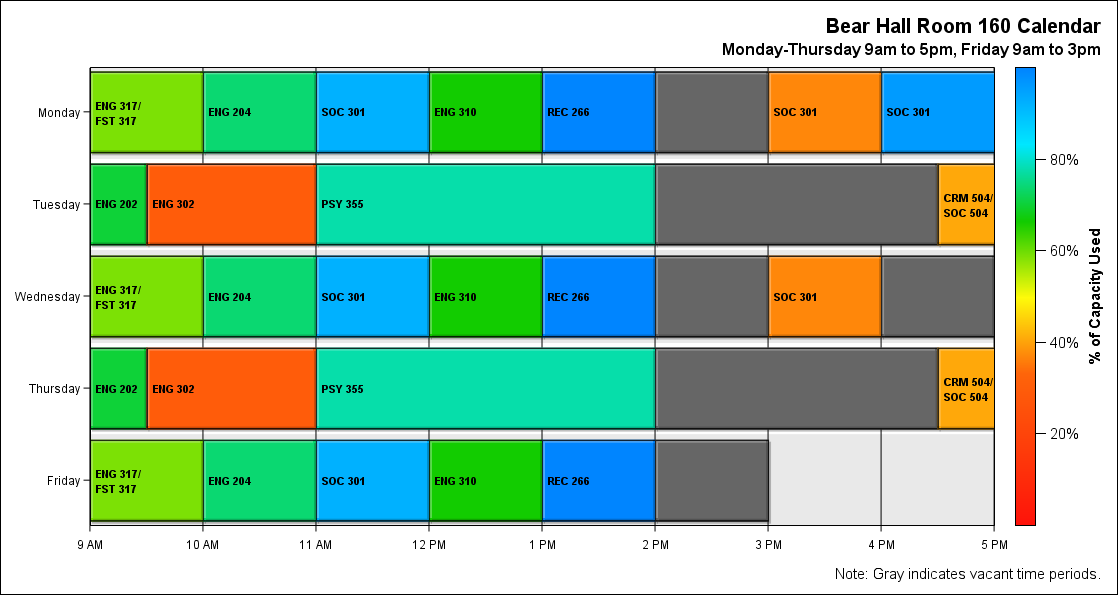 Bear Hall Room 160 Calendar
Monday-Thursday 9am to 5pm, Friday 9am to 3pm
Monday
ENG 317/
FST 317
ENG 204
SOC 301
ENG 310
REC 266
SOC 301
SOC 301
Tuesday
ENG 202
ENG 302
PSY 355
CRM 504/
SOC 504
Wednesday
ENG 317/
FST 317
ENG 204
SOC 301
ENG 310
REC 266
SOC 301
Thursday
ENG 202
ENG 302
PSY 355
CRM 504/
SOC 504
Friday
ENG 317/
FST 317
ENG 204
SOC 301
ENG 310
REC 266
9 AM
10 AM
11 AM
12 PM
1 PM
2 PM
3 PM
4 PM
5 PM
80%
60%
40%
20%
% of Capacity Used
Note: Gray indicates vacant time periods.